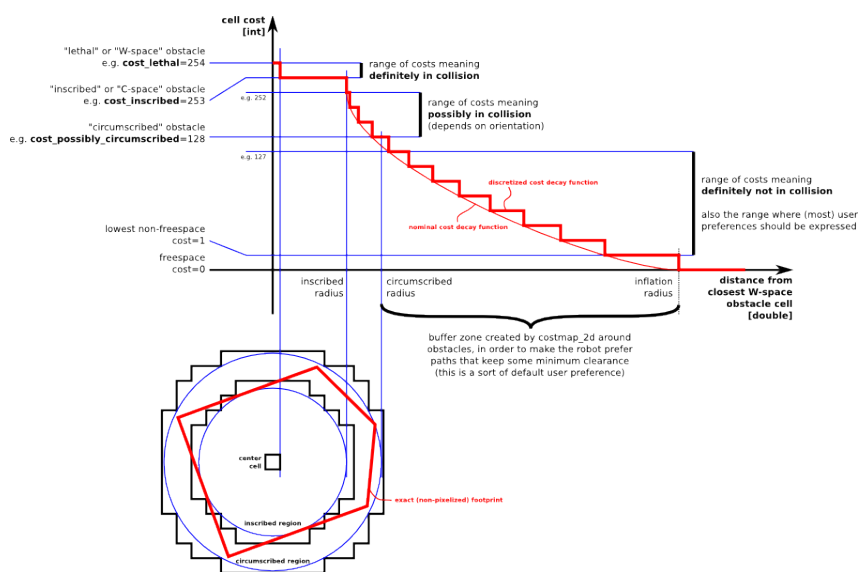 cell cost
[int]
"lethal" or "W-space" obstacle
e.g. cost_lethal=254
range of costs meaning
definitely in collision
"inscribed" or "C-space" obstacle
e.g. cost_inscribed=253
e.g. 252
range of costs meaning
possibly in collision
(depends on orientation)
"circumscribed" obstacle
e.g. cost_possibly_circumscribed=128
e.g. 127
range of costs meaning
definitely not in collision
also the range where (most) user
preferences should be expressed
discretized cost decay function
nominal cost decay function
lowest non-freespace
cost=1
freespace
cost=0
inscribed
radius
circumscribed
radius
inflation
radius
distance from
closest W-space
obstacle cell
[double]
buffer zone created by costmap_2d around
obstacles, in order to make the robot prefer
paths that keep some minimum clearance
(this is a sort of default user preference)
center
cell
exact (non-pixelized) footprint
inscribed region
circumscribed region